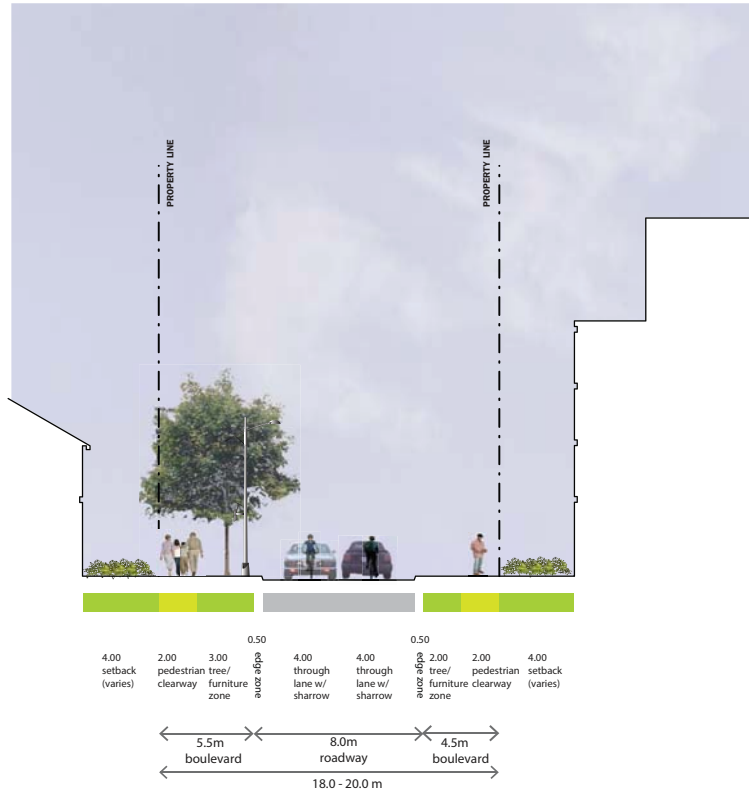 PROPERTY LINE
PROPERTY LINE
0.50
edge zone
0.50
edge zone
4.00
setback
(varies)
2.00
pedestrian
clearway
3.00
tree/
furniture
zone
4.00
through
lane w/
sharrow
4.00
through
lane w/
sharrow
2.00
tree/
furniture
zone
2.00
pedestrian
clearway
4.00
setback
(varies)
5.5m
boulevard
8.0m
roadway
4.5m
boulevard
18.0 - 20.0 m